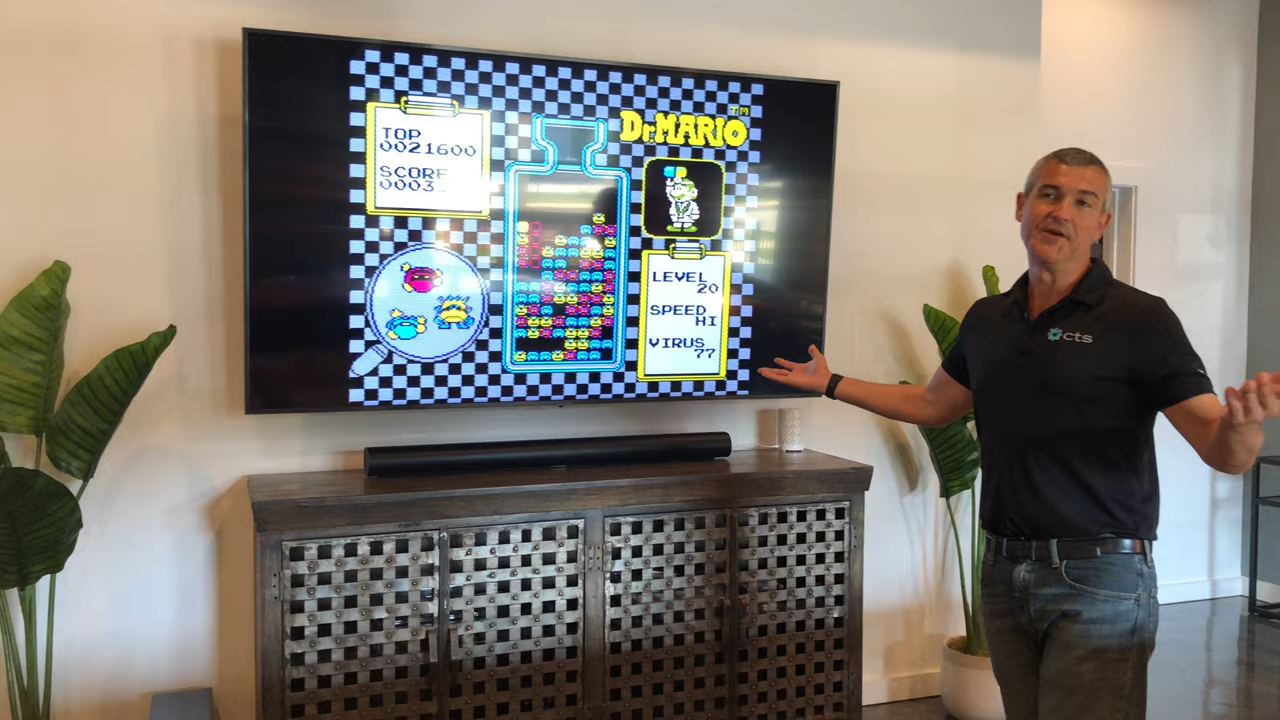 TOP
0021600
SCORE
DR.MARIO
TM
LEVEL
20
SPEED
HI
VIRUS
77
cts